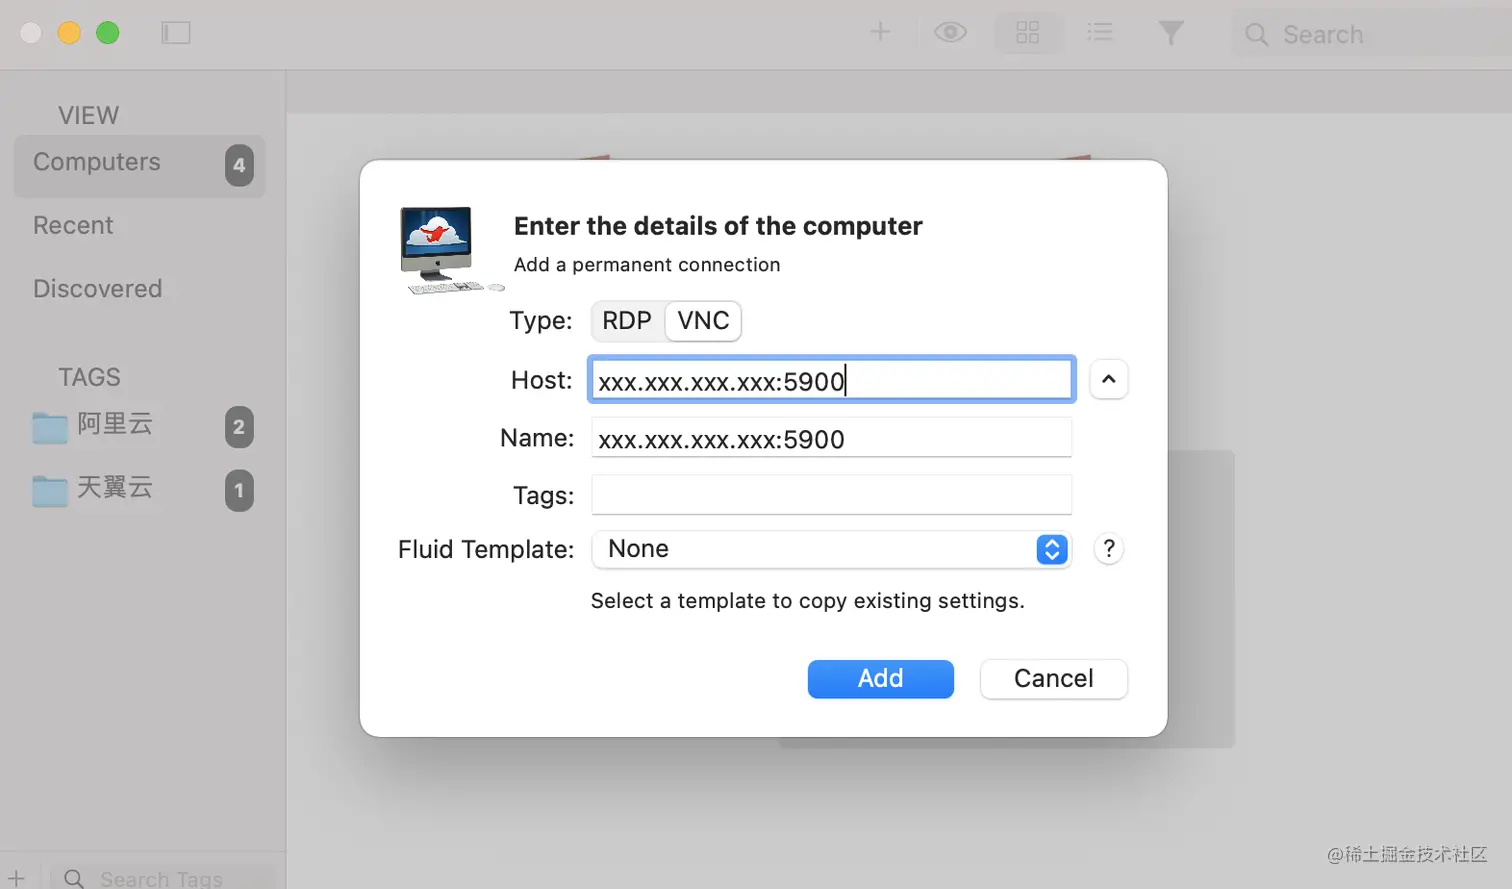 Search
VIEW
Computers 4
Recent
Discovered
TAGS
阿里云 2
天翼云 1
Search Tags
Enter the details of the computer
Add a permanent connection
Type: RDP VNC
Host: xxx.xxx.xxx.xxx:5900
Name: xxx.xxx.xxx.xxx:5900
Tags:
Fluid Template: None ?
Select a template to copy existing settings.
Add Cancel
@稀土掘金技术社区